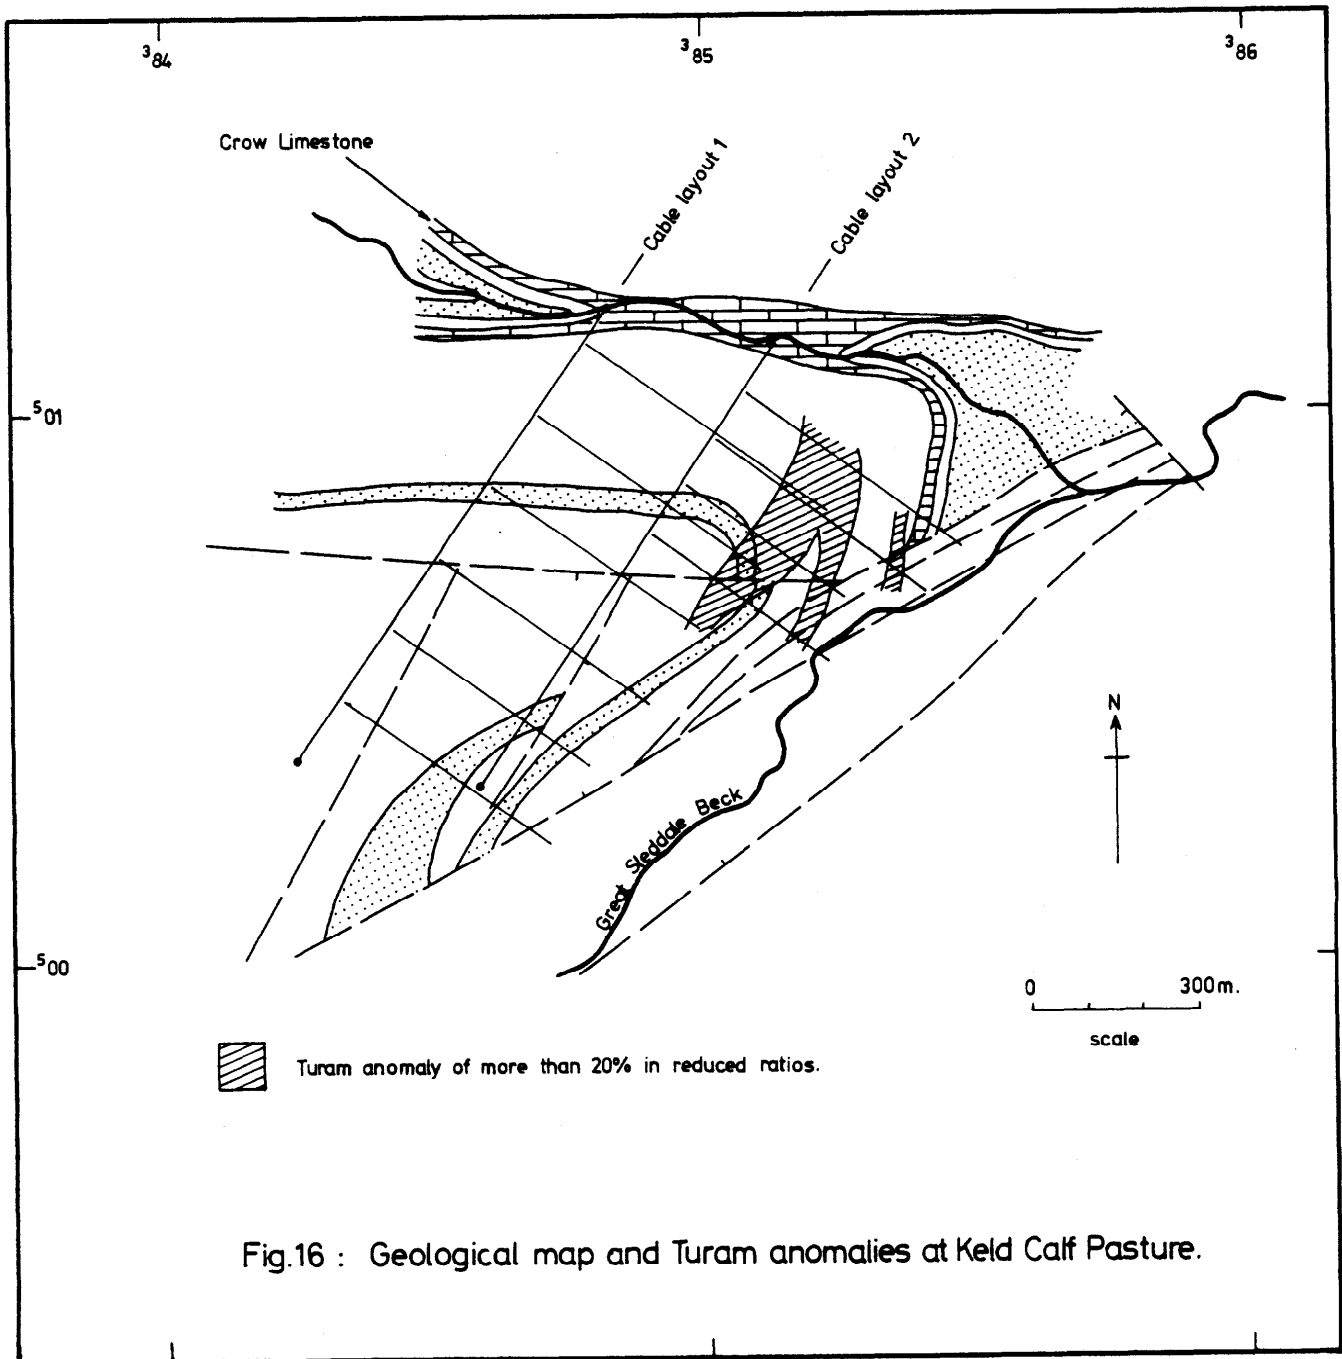 ³84
³85
³86
Crow Limestone
Cable layout 1
Cable layout 2
⁵01
N
Great Sleddale Beck
⁵00
0 300m.
scale
Turam anomaly of more than 20% in reduced ratios.
Fig.16 : Geological map and Turam anomalies at Keld Calf Pasture.